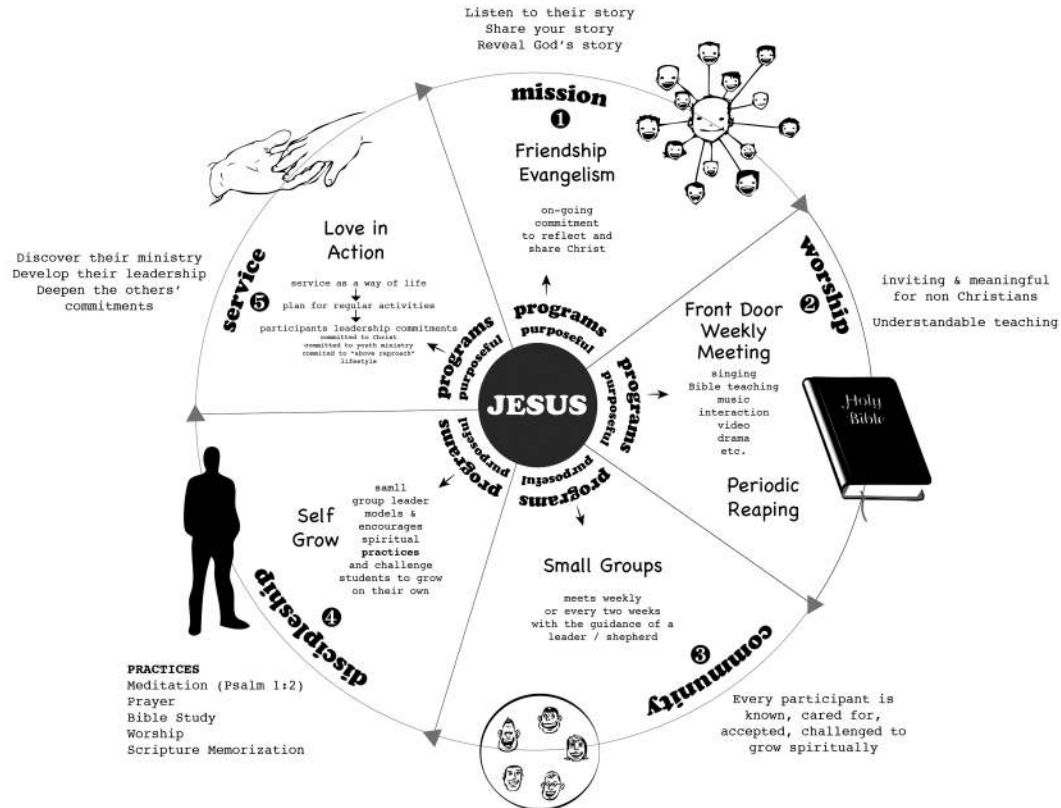 Listen to their story
Share your story
Reveal God's story
mission
1
Friendship
Evangelism
on-going
commitment
to reflect and
share Christ
programs
purposeful
worship
2
inviting & meaningful
for non Christians
Understandable teaching
Front Door
Weekly
Meeting
singing
Bible teaching
music
interaction
video
drama
etc.
Periodic
Reaping
programs
purposeful
Holy
Bible
community
3
Small Groups
meets weekly
or every two weeks
with the guidance of a
leader / shepherd
Every participant is
known, cared for,
accepted, challenged to
grow spiritually
programs
purposeful
discipleship
4
Self
Grow
samll
group leader
models &
encourages
spiritual
practices
and challenge
students to grow
on their own
PRACTICES
Meditation (Psalm 1:2)
Prayer
Bible Study
Worship
Scripture Memorization
programs
purposeful
service
5
Love in
Action
service as a way of life
plan for regular activities
participants leadership commitments
committed to Christ
committed to youth ministry
commited to "above reproach"
lifestyle
Discover their ministry
Develop their leadership
Deepen the others'
commitments
programs
purposeful
JESUS